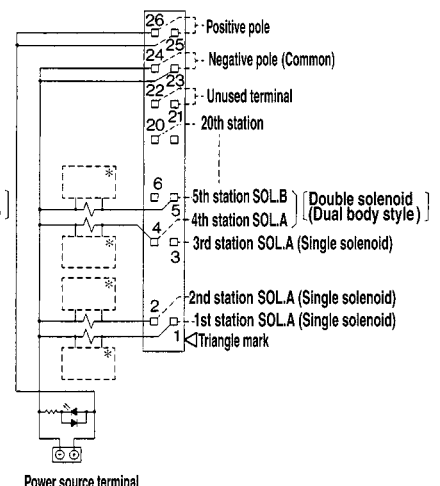 26
Positive pole
25
24
Negative pole (Common)
23
22
Unused terminal
21
20
20th station
*
6
5th station SOL.B
Double solenoid
5
(Dual body style)
4
4th station SOL.A
3rd station SOL.A (Single solenoid)
*
3
*
2
2nd station SOL.A (Single solenoid)
1st station SOL.A (Single solenoid)
1
Triangle mark
*
Power source terminal